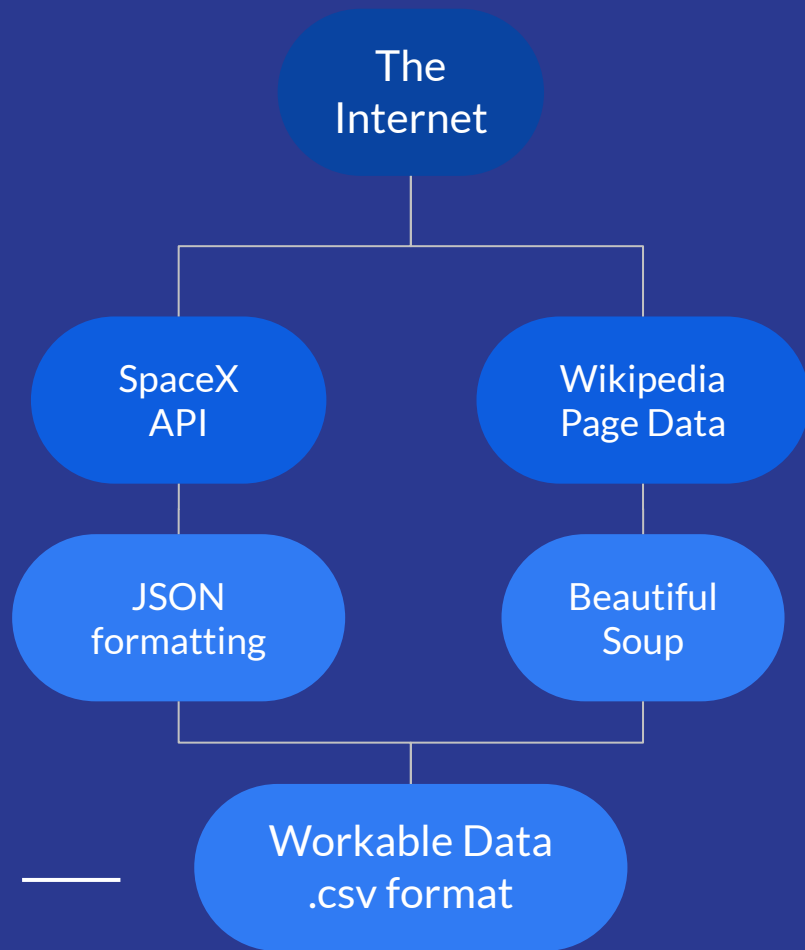 The
Internet
SpaceX
API
Wikipedia
Page Data
JSON
formatting
Beautiful
Soup
Workable Data
.csv format